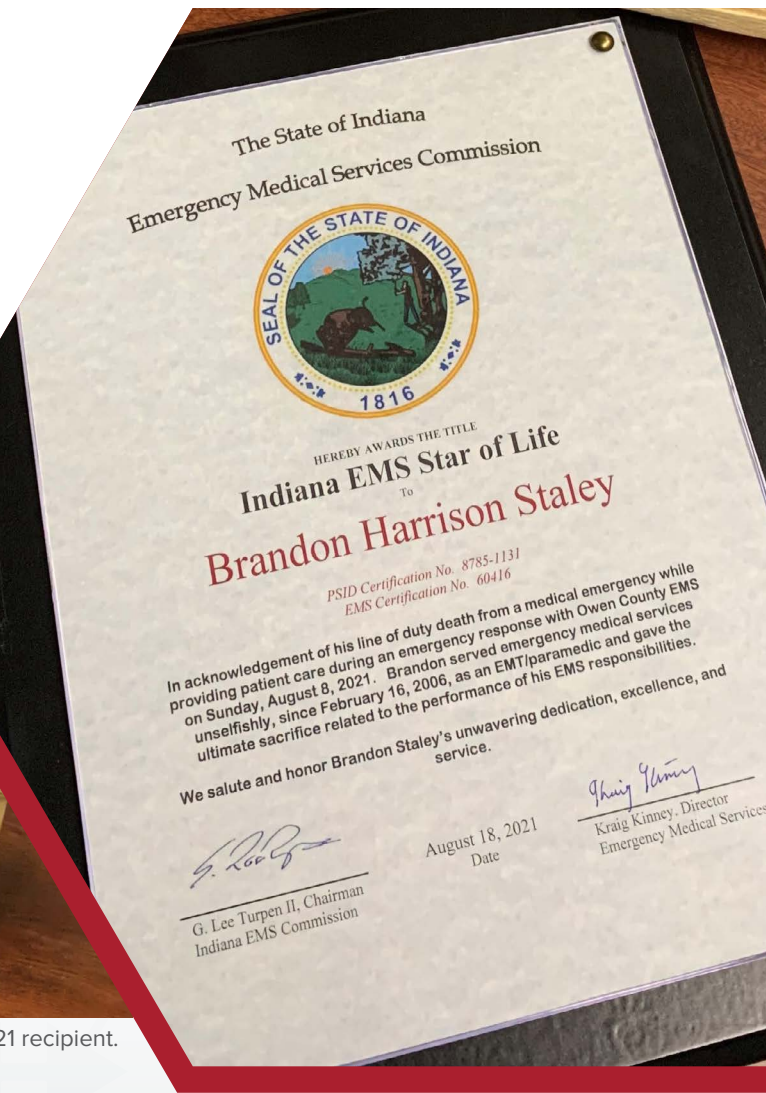 The State of Indiana
Emergency Medical Services Commission
SEAL OF THE STATE OF INDIANA
1816
HEREBY AWARDS THE TITLE
Indiana EMS Star of Life
To
Brandon Harrison Staley
PSID Certification No. 8785-1131
EMS Certification No. 60416
In acknowledgement of his line of duty death from a medical emergency while
providing patient care during an emergency response with Owen County EMS
on Sunday, August 8, 2021. Brandon served emergency medical services
unselfishly, since February 16, 2006, as an EMT/paramedic and gave the
ultimate sacrifice related to the performance of his EMS responsibilities.
We salute and honor Brandon Staley's unwavering dedication, excellence, and
service.
G. Lee Turpen II, Chairman
Indiana EMS Commission
August 18, 2021
Date
Kraig Kinney, Director
Emergency Medical Services
21 recipient.